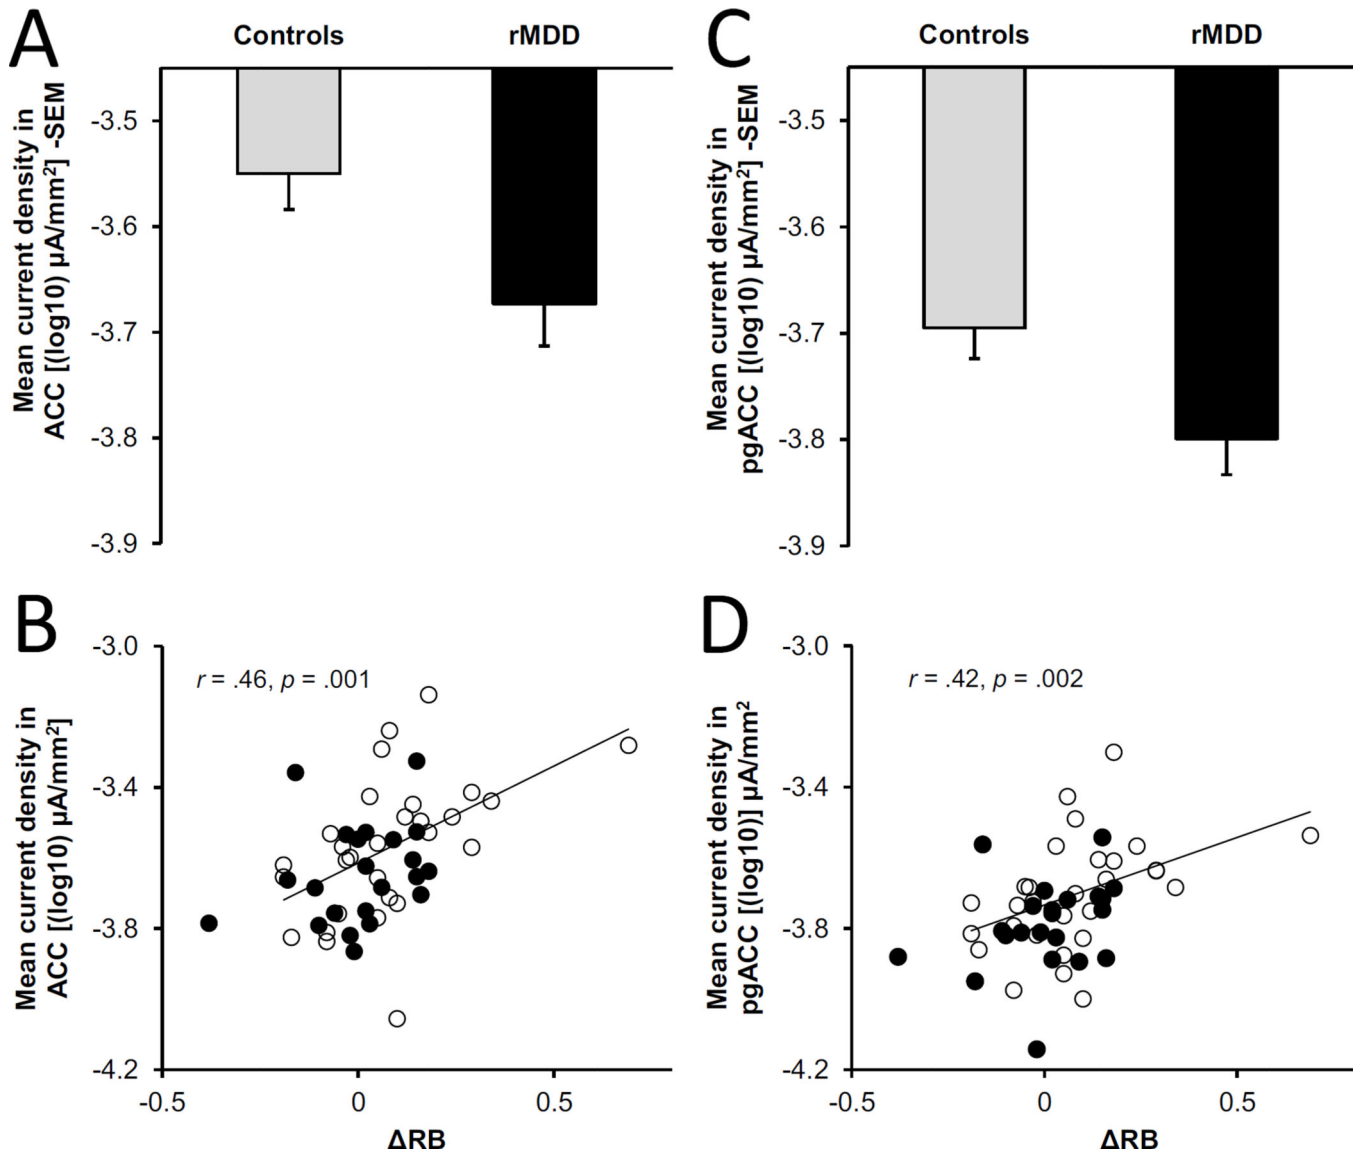 A
Controls
rMDD
Mean current density in
ACC [(log10) µA/mm²] -SEM
-3.5
-3.6
-3.7
-3.8
-3.9
C
Controls
rMDD
Mean current density in
pgACC [(log10) µA/mm²] -SEM
-3.5
-3.6
-3.7
-3.8
-3.9
B
r = .46, p = .001
Mean current density in
ACC [(log10) µA/mm²]
-3.0
-3.4
-3.8
-4.2
-0.5
0
0.5
ΔRB
D
r = .42, p = .002
Mean current density in
pgACC [(log10)] µA/mm²
-3.0
-3.4
-3.8
-4.2
-0.5
0
0.5
ΔRB